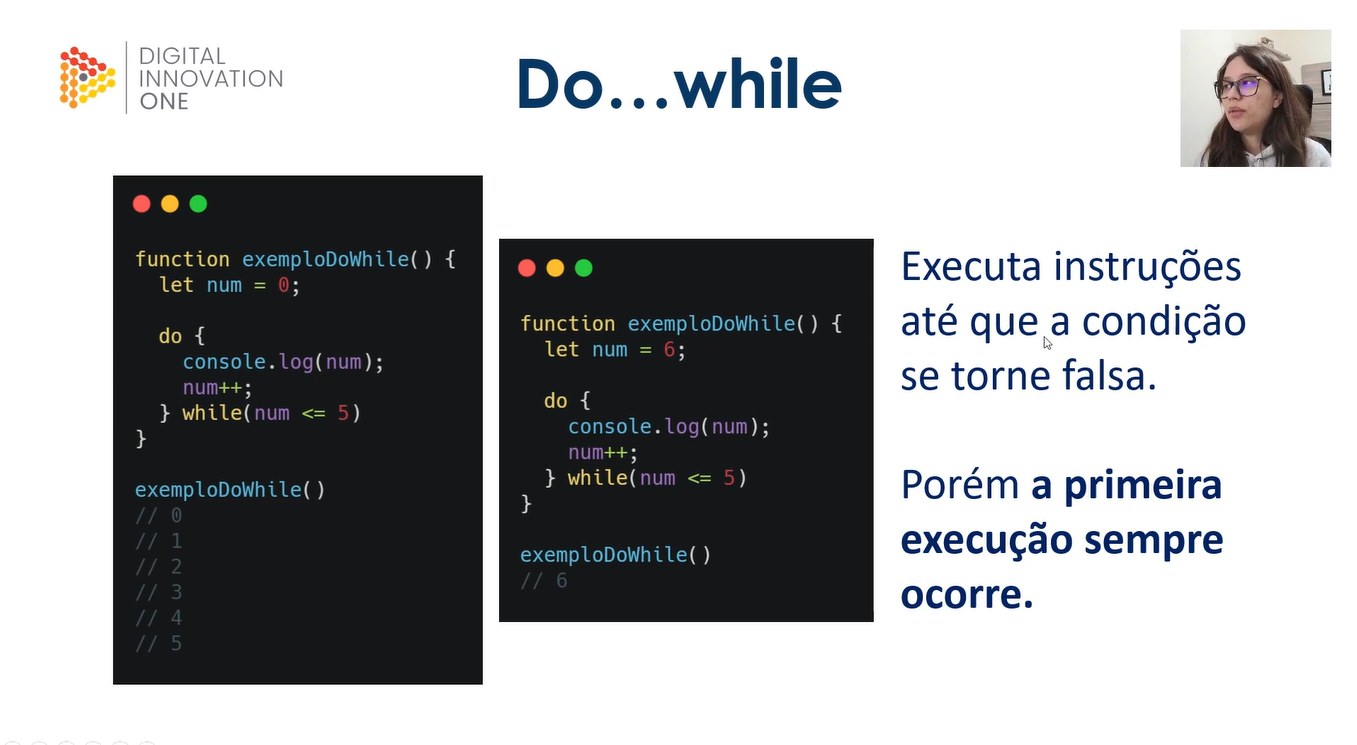 DIGITAL
INNOVATION
ONE
Do...while
function exemploDoWhile() {
  let num = 0;
  do {
    console.log(num);
    num++;
  } while(num <= 5)
}
exemploDoWhile()
// 0
// 1
// 2
// 3
// 4
// 5
function exemploDoWhile() {
  let num = 6;
  do {
    console.log(num);
    num++;
  } while(num <= 5)
}
exemploDoWhile()
// 6
Executa instruções
até que a condição
se torne falsa.
Porém a primeira
execução sempre
ocorre.